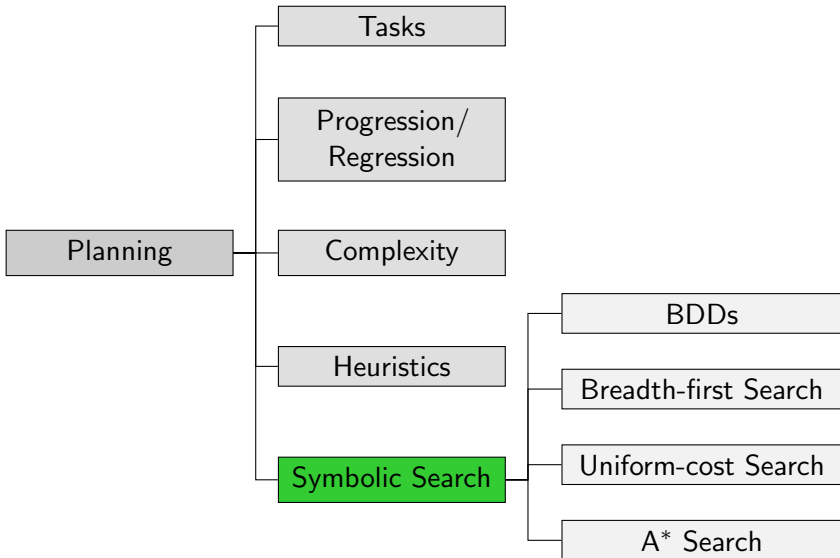 Planning
Tasks
Progression/
Regression
Complexity
Heuristics
Symbolic Search
BDDs
Breadth-first Search
Uniform-cost Search
A* Search